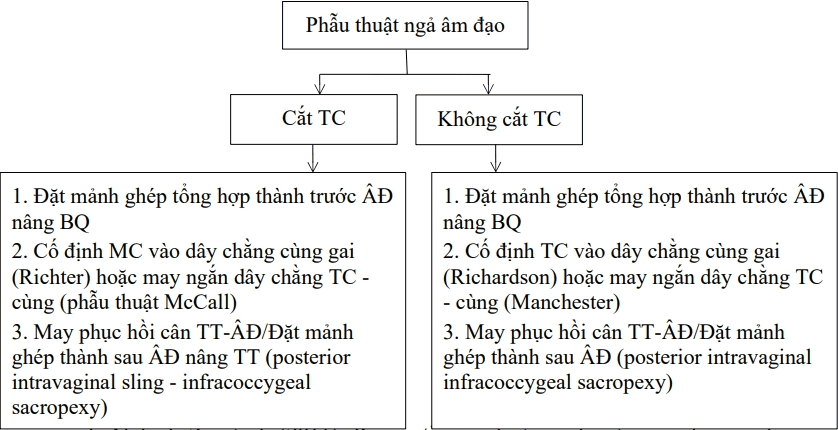 Phẫu thuật ngả âm đạo
Cắt TC
Không cắt TC
1. Đặt mảnh ghép tổng hợp thành trước ÂĐ
nâng BQ
2. Cố định MC vào dây chằng cùng gai
(Richter) hoặc may ngắn dây chằng TC -
cùng (phẫu thuật McCall)
3. May phục hồi cân TT-ÂĐ/Đặt mảnh
ghép thành sau ÂĐ nâng TT (posterior
intravaginal sling - infracoccygeal
sacropexy)
1. Đặt mảnh ghép tổng hợp thành trước ÂĐ
nâng BQ
2. Cố định TC vào dây chằng cùng gai
(Richardson) hoặc may ngắn dây chằng TC
- cùng (Manchester)
3. May phục hồi cân TT-ÂĐ/Đặt mảnh
ghép thành sau ÂĐ (posterior intravaginal
infracoccygeal sacropexy)